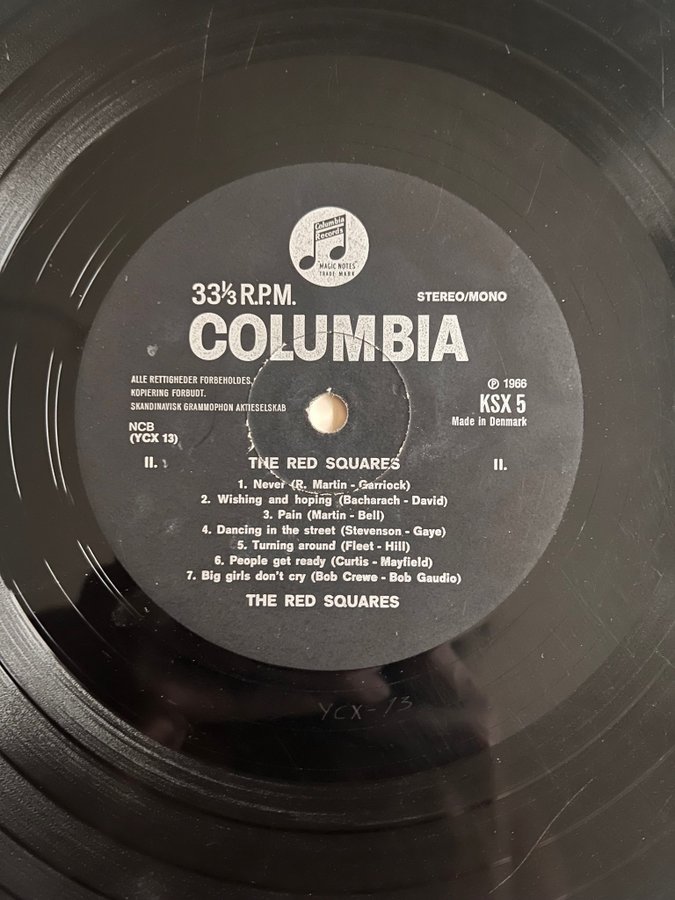 Columbia
Records
"MAGIC NOTES"
TRADE MARK
33⅓ R.P.M.
STEREO/MONO
COLUMBIA
ALLE RETTIGHEDER FORBEHOLDES.
KOPIERING FORBUDT.
SKANDINAVISK GRAMMOPHON AKTIESELSKAB
℗ 1966
KSX 5
Made in Denmark
NCB
(YCX 13)
II.
THE RED SQUARES
II.
1. Never (R. Martin - Garriock)
2. Wishing and hoping (Bacharach - David)
3. Pain (Martin - Bell)
4. Dancing in the street (Stevenson - Gaye)
5. Turning around (Fleet - Hill)
6. People get ready (Curtis - Mayfield)
7. Big girls don't cry (Bob Crewe - Bob Gaudio)
THE RED SQUARES
YCX-13